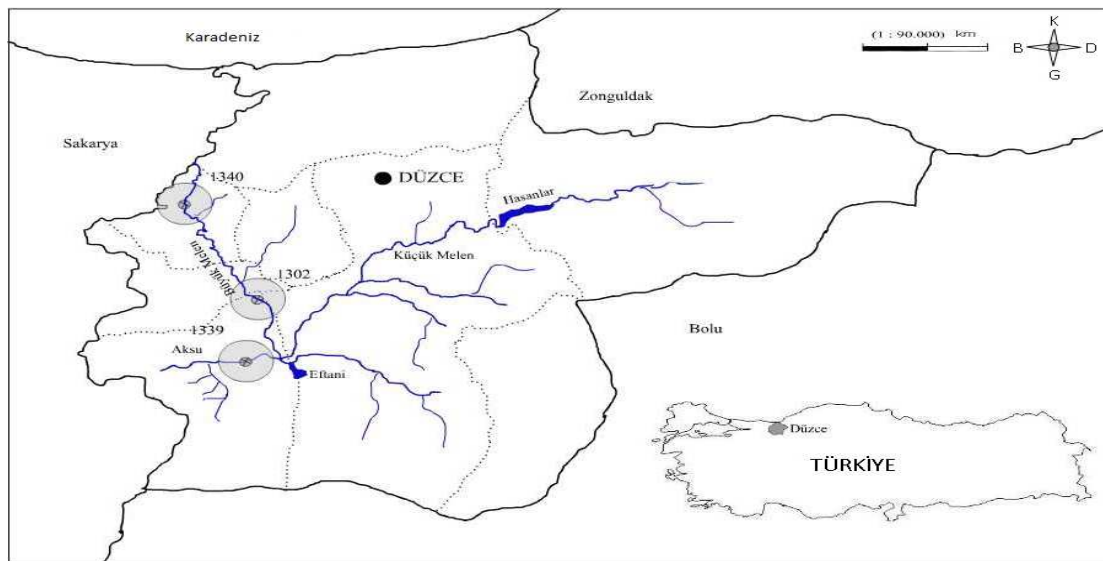 Karadeniz
(1 : 90.000) km
K
B
D
G
Zonguldak
Sakarya
1340
DÜZCE
Hasanlar
Küçük Melen
Büyük Melen
1302
1339
Aksu
Eftani
Bolu
Düzce
TÜRKİYE